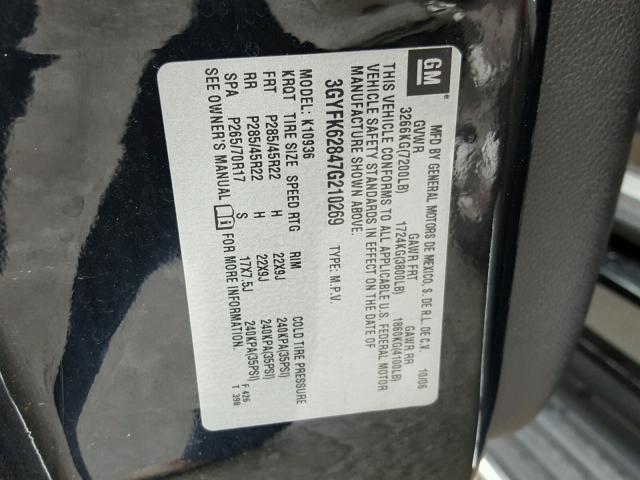 GM
MFD BY GENERAL MOTORS DE MEXICO, S. DE R.L. DE C.V. 10/06
GVWR GAWR FRT GAWR RR
3266KG(7200LB) 1724KG(3800LB) 1860KG(4100LB)
THIS VEHICLE CONFORMS TO ALL APPLICABLE U.S. FEDERAL MOTOR
VEHICLE SAFETY STANDARDS IN EFFECT ON THE DATE OF
MANUFACTURE SHOWN ABOVE.
3GYFK62847G210269 TYPE: M.P.V.
MODEL: K10936
KRQT TIRE SIZE SPEED RTG RIM COLD TIRE PRESSURE
FRT P285/45R22 H 22X9J 240KPA(35PSI)
RR P285/45R22 H 22X9J 240KPA(35PSI)
SPA P265/70R17 S 17X7.5J 240KPA(35PSI)
SEE OWNER'S MANUAL i FOR MORE INFORMATION.
F 426
T 398